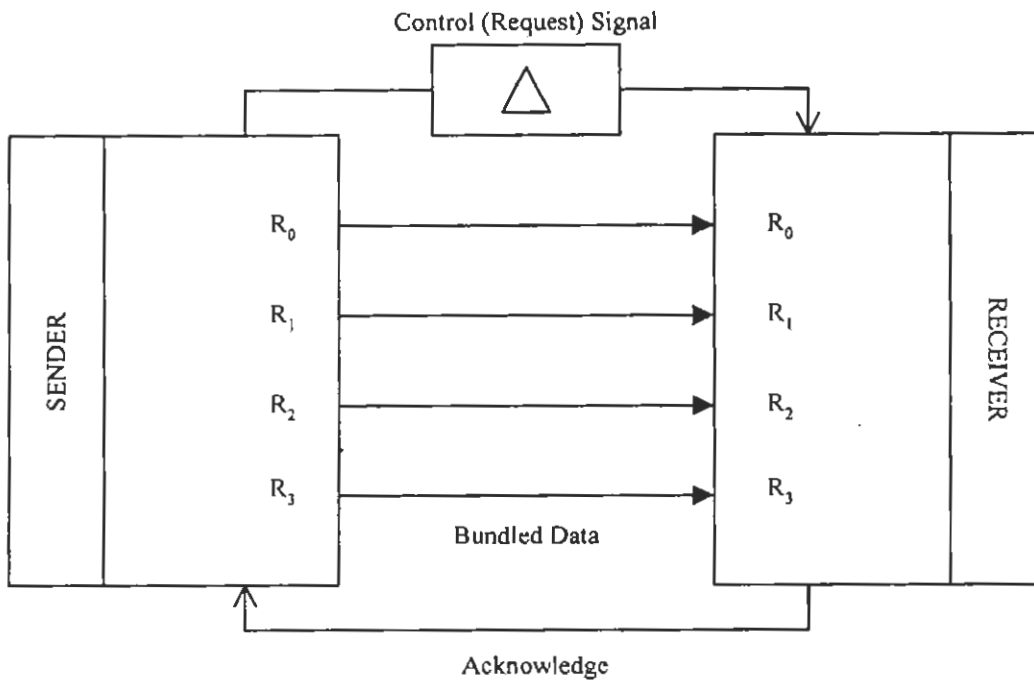 Control (Request) Signal
SENDER
R₀
R₁
R₂
R₃
R₀
R₁
R₂
R₃
RECEIVER
Bundled Data
Acknowledge